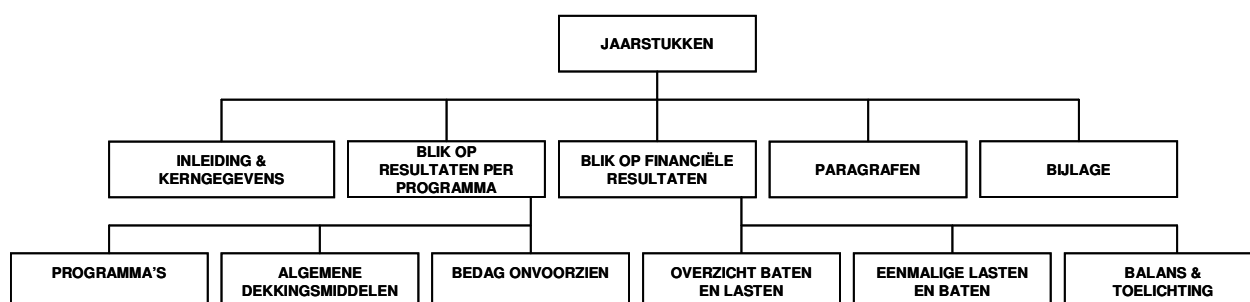 JAARSTUKKEN
INLEIDING &
KERNGEGEVENS
BLIK OP
RESULTATEN PER
PROGRAMMA
BLIK OP FINANCIËLE
RESULTATEN
PARAGRAFEN
BIJLAGE
PROGRAMMA'S
ALGEMENE
DEKKINGSMIDDELEN
BEDAG ONVOORZIEN
OVERZICHT BATEN
EN LASTEN
EENMALIGE LASTEN
EN BATEN
BALANS &
TOELICHTING